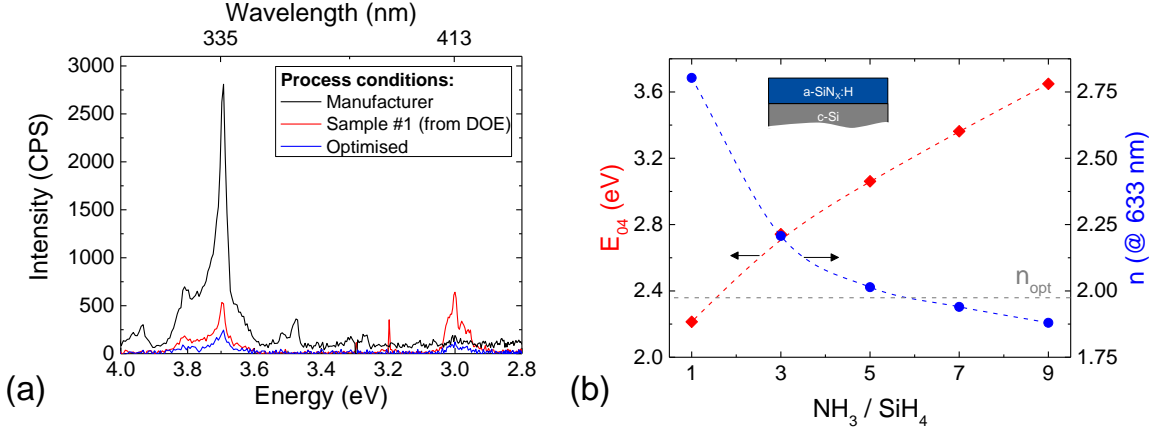 Wavelength (nm)
335 413
3000
2500
2000
1500
1000
500
0
Intensity (CPS)
Process conditions:
Manufacturer
Sample #1 (from DOE)
Optimised
4.0 3.8 3.6 3.4 3.2 3.0 2.8
Energy (eV)
(a)
3.6
3.2
2.8
2.4
2.0
E04 (eV)
a-SiNX:H
c-Si
nopt
2.75
2.50
2.25
2.00
1.75
n (@ 633 nm)
1 3 5 7 9
NH3 / SiH4
(b)